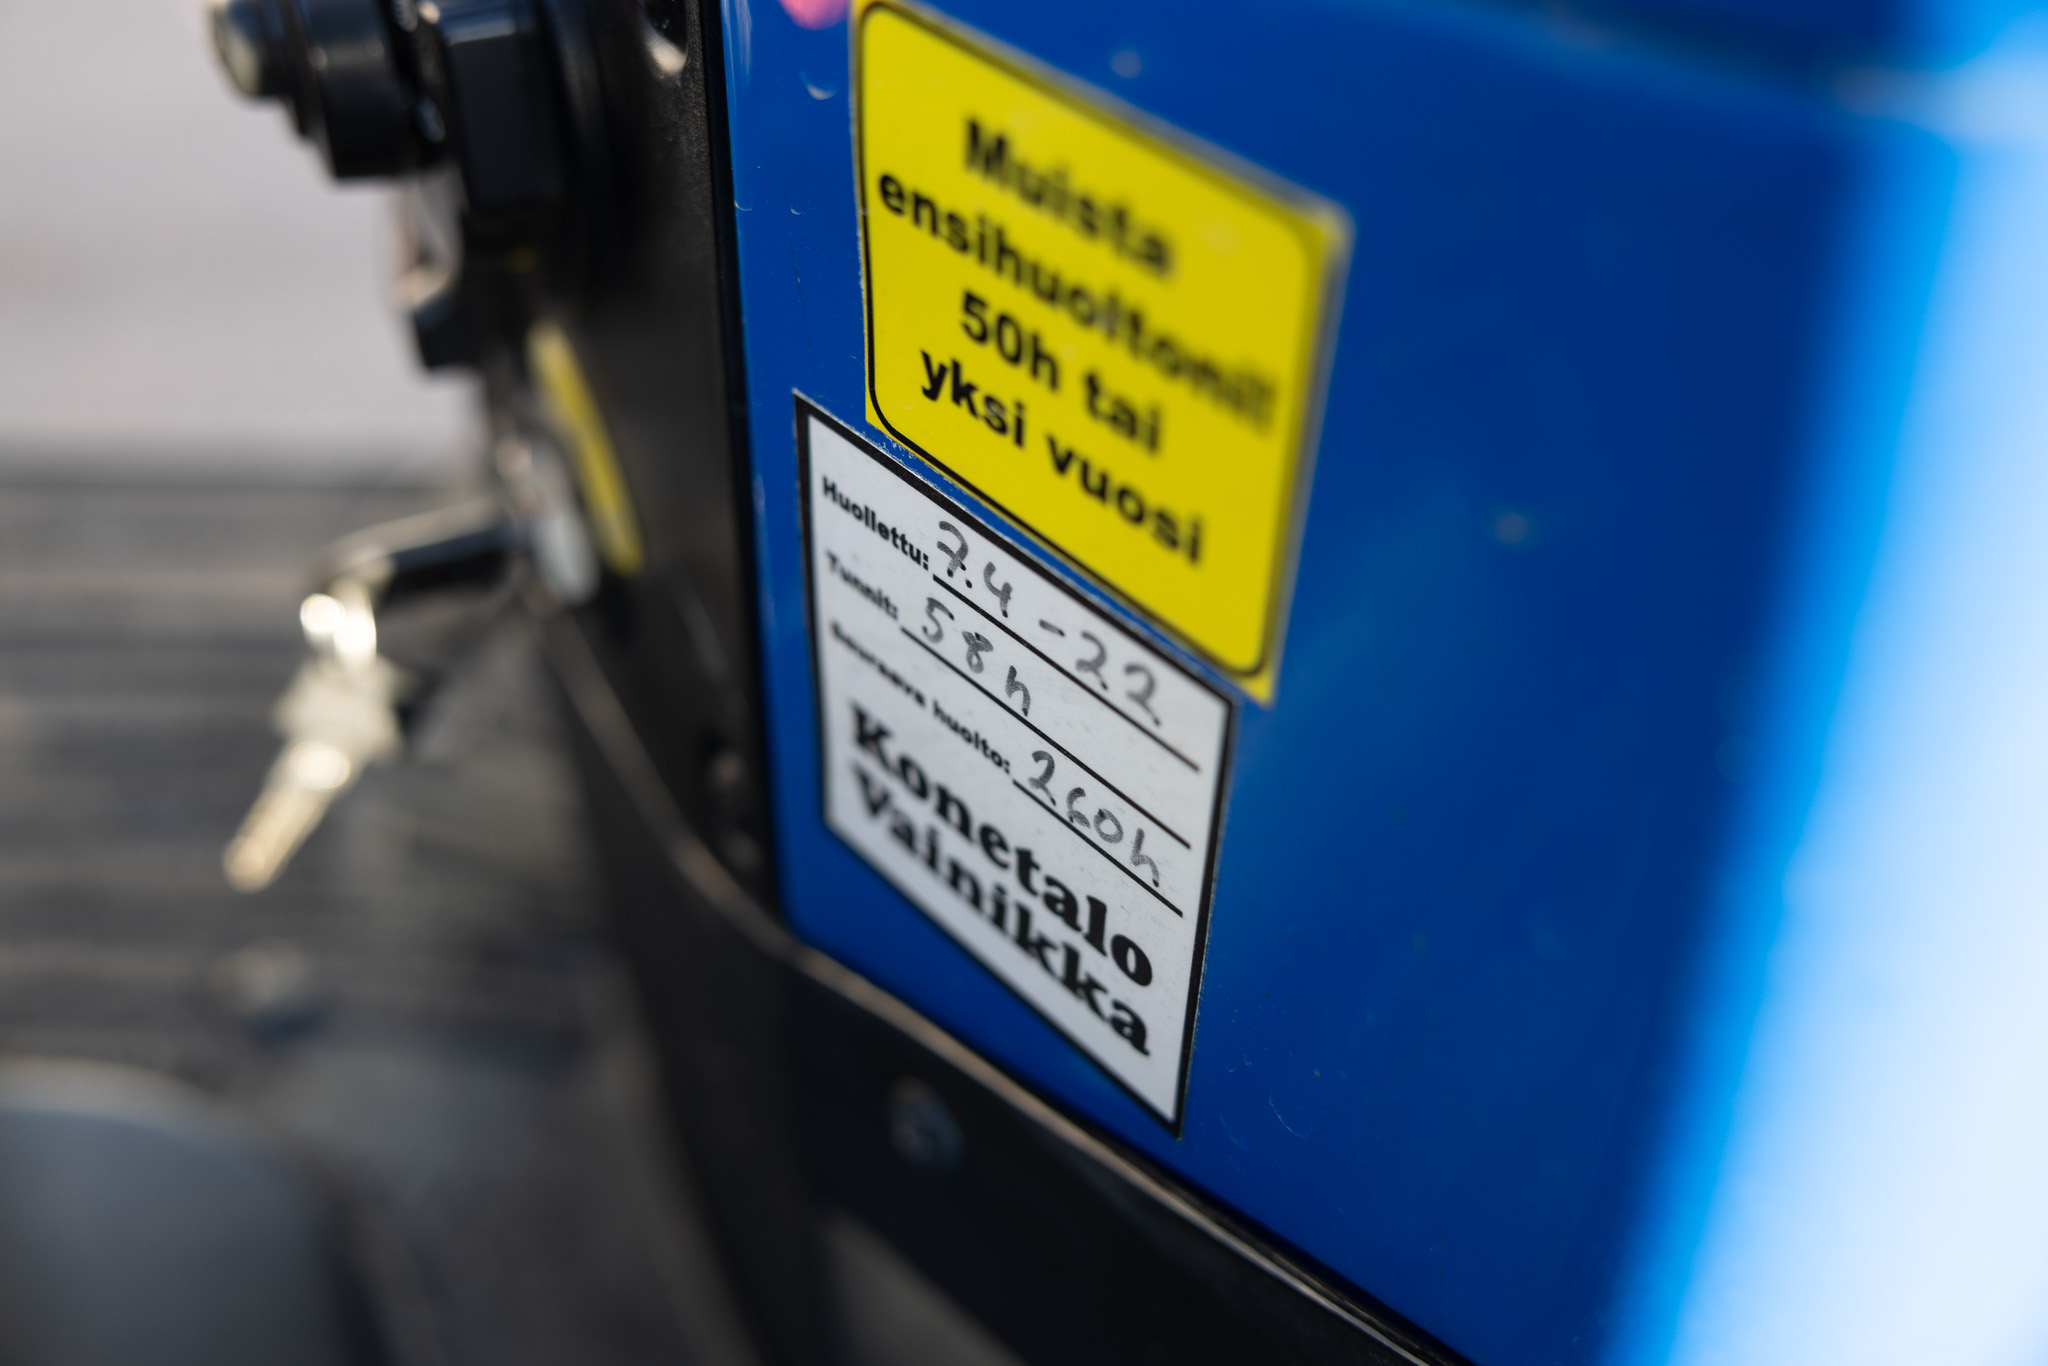 Muista
ensihuoltoni!
50h tai
yksi vuosi
Huollettu: 7.4-22
Tunnit: 58h
Seuraava huolto: 260h
Konetalo
Vainikka